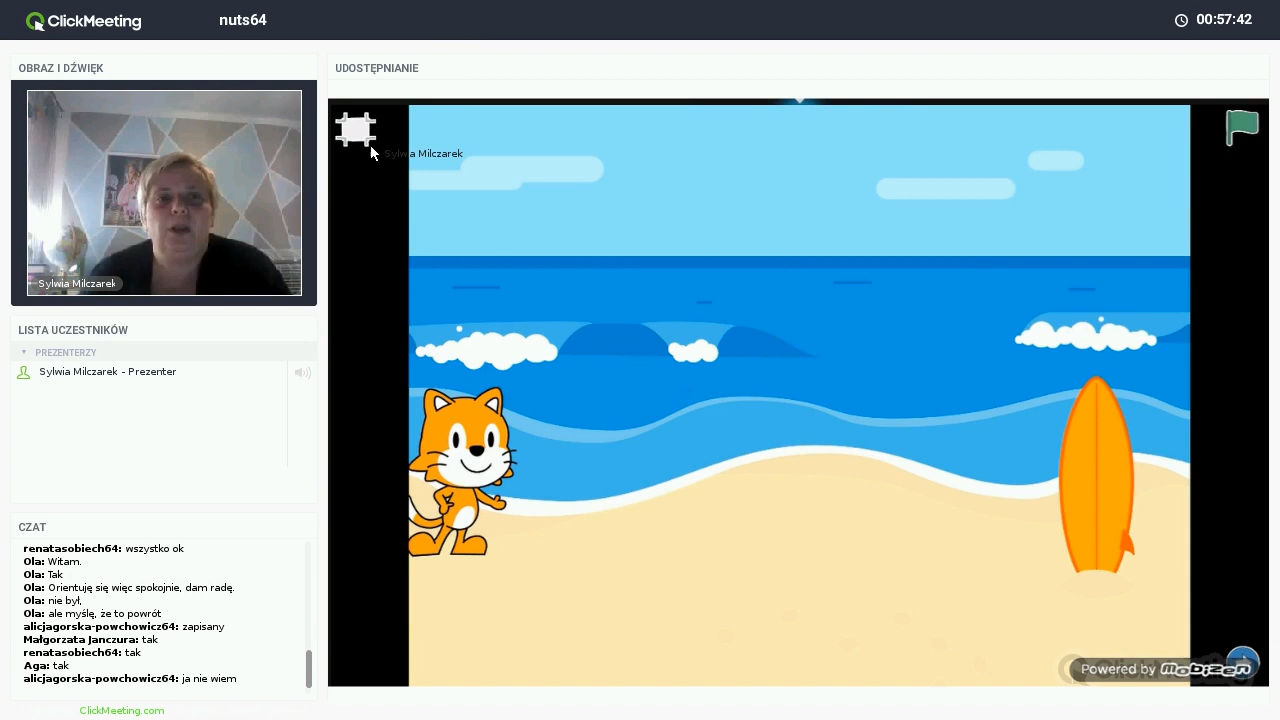 ClickMeeting
nuts64
00:57:42
OBRAZ I DŹWIĘK
Sylwia Milczarek
LISTA UCZESTNIKÓW
PREZENTERZY
Sylwia Milczarek - Prezenter
CZAT
renatasobiech64: wszystko ok
Ola: Witam.
Ola: Tak
Ola: Orientuję się więc spokojnie, dam radę.
Ola: nie był,
Ola: ale myślę, że to powrót
alicjagorska-powchowicz64: zapisany
Małgorzata Janczura: tak
renatasobiech64: tak
Aga: tak
alicjagorska-powchowicz64: ja nie wiem
ClickMeeting.com
UDOSTĘPNIANIE
Sylwia Milczarek
Powered by Mobizen